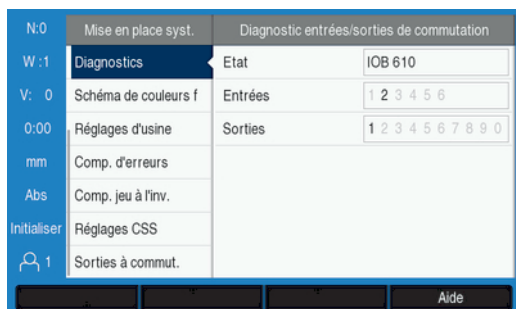 N:0
Mise en place syst.
Diagnostic entrées/sorties de commutation
W :1
Diagnostics
Etat
IOB 610
V: 0
Schéma de couleurs f
Entrées
1 2 3 4 5 6
0:00
Réglages d'usine
Sorties
1 2 3 4 5 6 7 8 9 0
mm
Comp. d'erreurs
Abs
Comp. jeu à l'inv.
Initialiser
Réglages CSS
1
Sorties à commut.
Aide